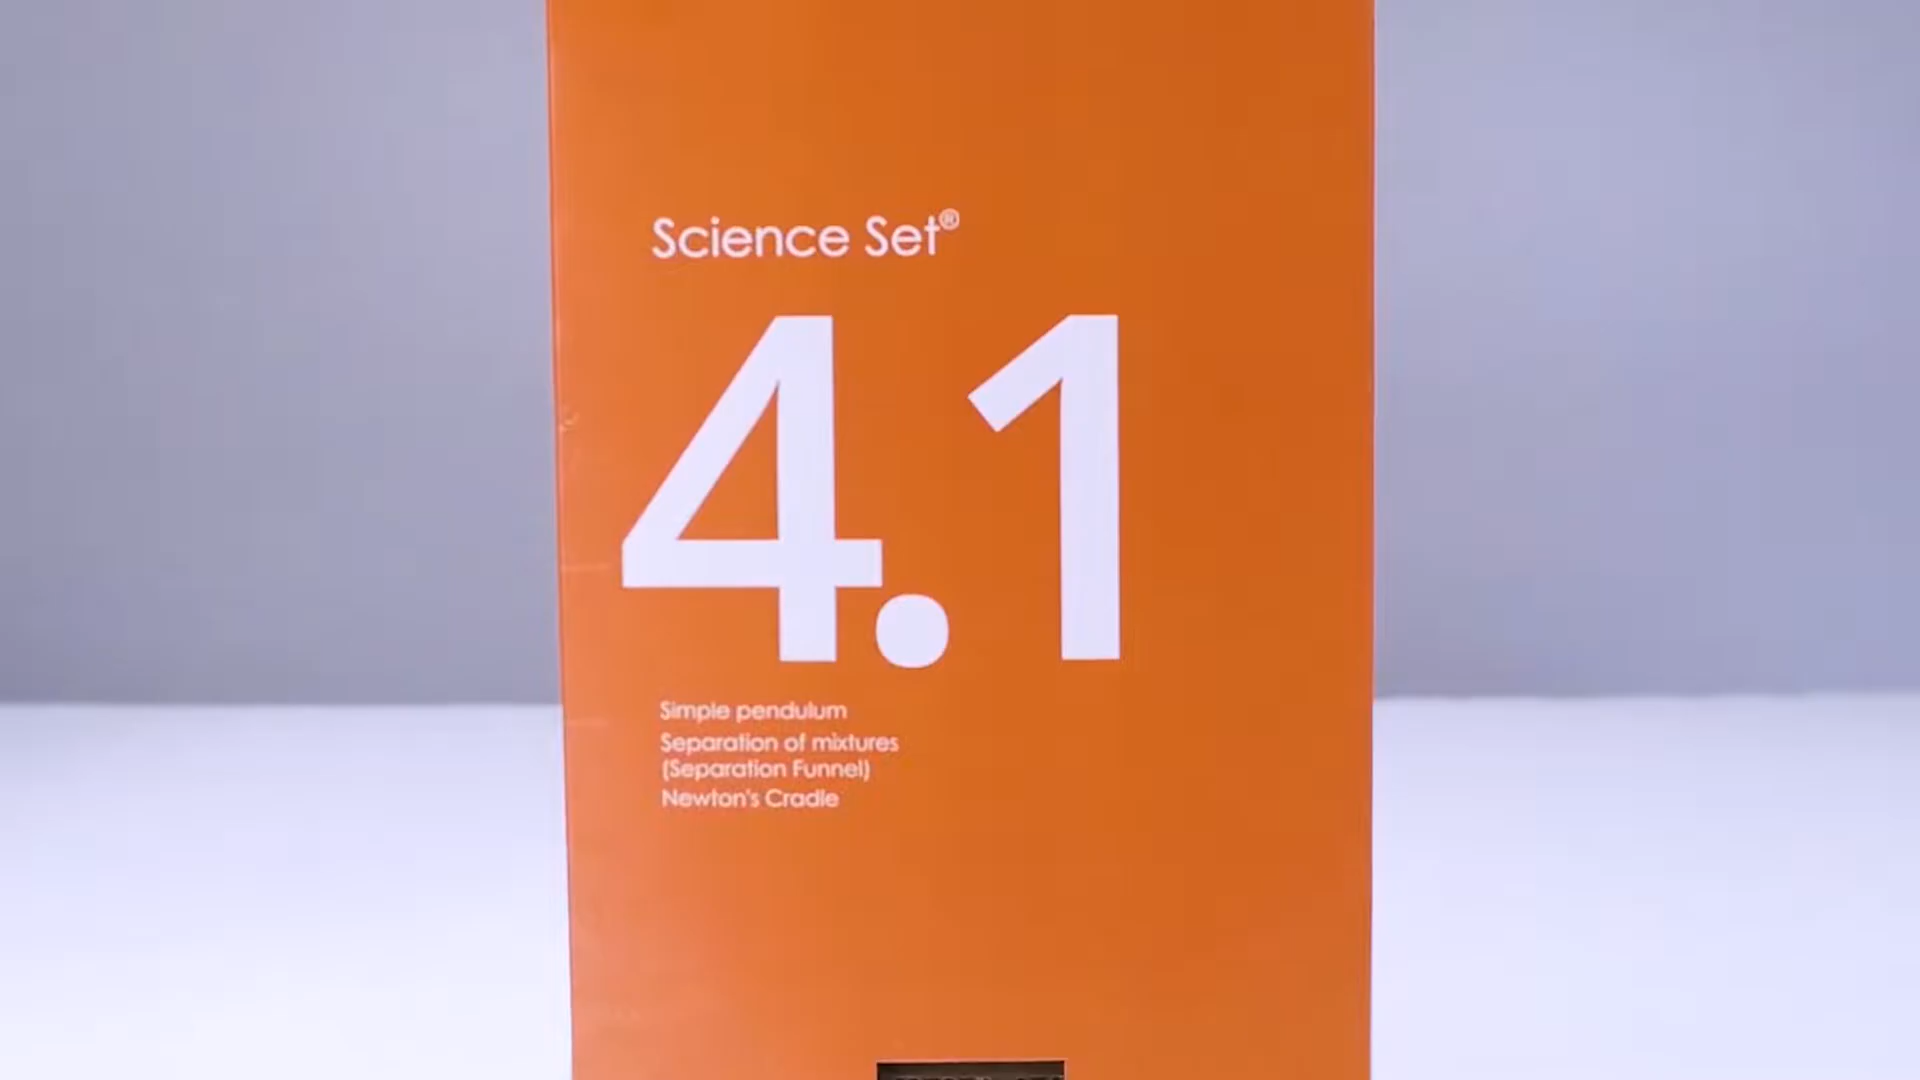 Science Set®
4.1
Simple pendulum
Separation of mixtures
(Separation Funnel)
Newton's Cradle